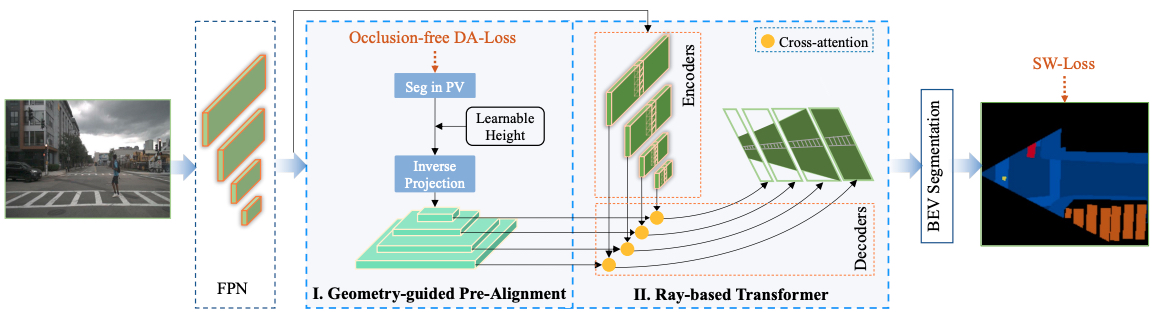 FPN
Occlusion-free DA-Loss
Seg in PV
Learnable
Height
Inverse
Projection
I. Geometry-guided Pre-Alignment
Cross-attention
Encoders
Decoders
II. Ray-based Transformer
BEV Segmentation
SW-Loss